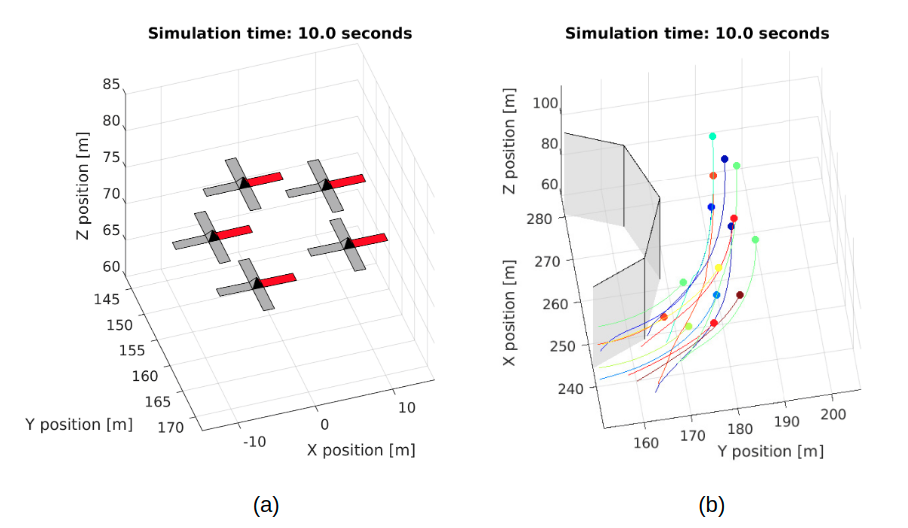 Simulation time: 10.0 seconds
85
80
75
70
65
60
Z position [m]
145
150
155
160
165
170
Y position [m]
-10
0
10
X position [m]
(a)
Simulation time: 10.0 seconds
100
80
60
Z position [m]
280
270
260
250
240
X position [m]
160
170
180
190
200
Y position [m]
(b)